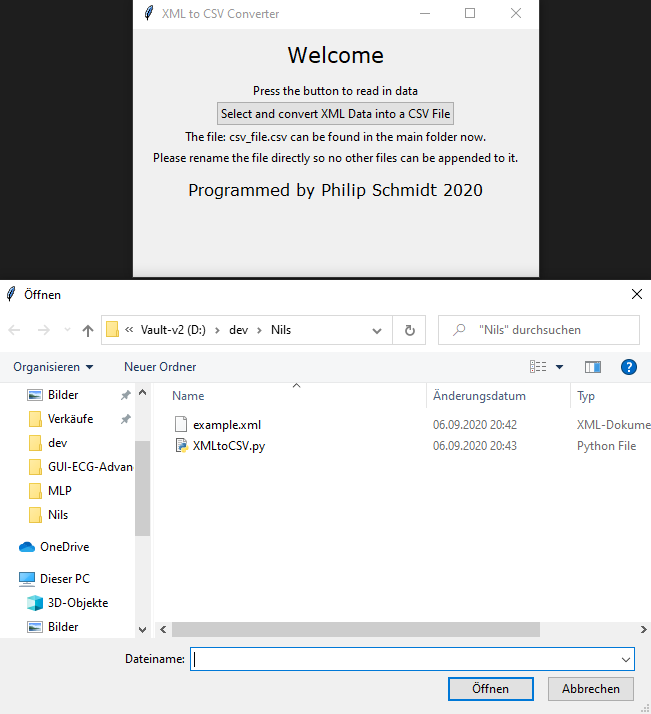 XML to CSV Converter
Welcome
Press the button to read in data
Select and convert XML Data into a CSV File
The file: csv_file.csv can be found in the main folder now.
Please rename the file directly so no other files can be appended to it.
Programmed by Philip Schmidt 2020
Öffnen
« Vault-v2 (D:) › dev › Nils
"Nils" durchsuchen
Organisieren
Neuer Ordner
Name Änderungsdatum Typ
Bilder
Verkäufe
dev
GUI-ECG-Advan
MLP
Nils
OneDrive
Dieser PC
3D-Objekte
Bilder
example.xml 06.09.2020 20:42 XML-Dokume
XMLtoCSV.py 06.09.2020 20:43 Python File
Dateiname:
Öffnen
Abbrechen